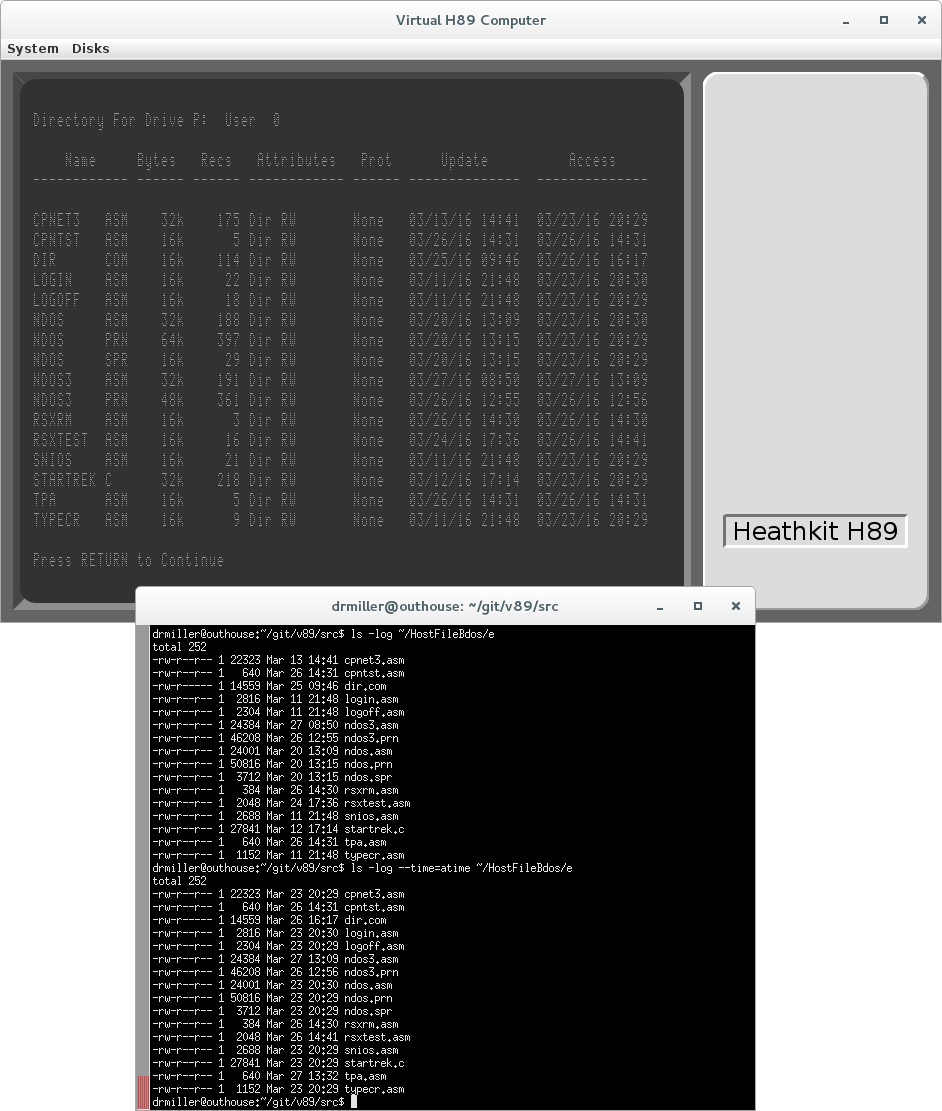 Virtual H89 Computer
System Disks
Directory For Drive P: User 0
Name Bytes Recs Attributes Prot Update Access
------------ ------ ------ ------------ ------ -------------- --------------
CPNET3 ASM 32k 175 Dir RW None 03/13/16 14:41 03/23/16 20:29
CPNTST ASM 16k 5 Dir RW None 03/26/16 14:31 03/26/16 14:31
DIR COM 16k 114 Dir RW None 03/25/16 09:46 03/26/16 16:17
LOGIN ASM 16k 22 Dir RW None 03/11/16 21:48 03/23/16 20:30
LOGOFF ASM 16k 18 Dir RW None 03/11/16 21:48 03/23/16 20:29
NDOS ASM 32k 188 Dir RW None 03/20/16 13:09 03/23/16 20:30
NDOS PRN 64k 397 Dir RW None 03/20/16 13:15 03/23/16 20:29
NDOS SPR 16k 29 Dir RW None 03/20/16 13:15 03/23/16 20:29
NDOS3 ASM 32k 191 Dir RW None 03/27/16 08:50 03/27/16 13:09
NDOS3 PRN 48k 361 Dir RW None 03/26/16 12:55 03/26/16 12:56
RSXRM ASM 16k 3 Dir RW None 03/26/16 14:30 03/26/16 14:30
RSXTEST ASM 16k 16 Dir RW None 03/24/16 17:36 03/26/16 14:41
SNIOS ASM 16k 21 Dir RW None 03/11/16 21:48 03/23/16 20:29
STARTREK C 32k 218 Dir RW None 03/12/16 17:14 03/23/16 20:29
TPA ASM 16k 5 Dir RW None 03/26/16 14:31 03/26/16 14:31
TYPECR ASM 16k 9 Dir RW None 03/11/16 21:48 03/23/16 20:29
Press RETURN to Continue
Heathkit H89
drmiller@outhouse: ~/git/v89/src
drmiller@outhouse:~/git/v89/src$ ls -log ~/HostFileBdos/e
total 252
-rw-r--r-- 1 22323 Mar 13 14:41 cpnet3.asm
-rw-r--r-- 1 640 Mar 26 14:31 cpntst.asm
-rw-r----- 1 14559 Mar 25 09:46 dir.com
-rw-r--r-- 1 2816 Mar 11 21:48 login.asm
-rw-r--r-- 1 2304 Mar 11 21:48 logoff.asm
-rw-r--r-- 1 24384 Mar 27 08:50 ndos3.asm
-rw-r--r-- 1 46208 Mar 26 12:55 ndos3.prn
-rw-r--r-- 1 24001 Mar 20 13:09 ndos.asm
-rw-r--r-- 1 50816 Mar 20 13:15 ndos.prn
-rw-r--r-- 1 3712 Mar 20 13:15 ndos.spr
-rw-r--r-- 1 384 Mar 26 14:30 rsxrm.asm
-rw-r--r-- 1 2048 Mar 24 17:36 rsxtest.asm
-rw-r--r-- 1 2688 Mar 11 21:48 snios.asm
-rw-r--r-- 1 27841 Mar 12 17:14 startrek.c
-rw-r--r-- 1 640 Mar 26 14:31 tpa.asm
-rw-r--r-- 1 1152 Mar 11 21:48 typecr.asm
drmiller@outhouse:~/git/v89/src$ ls -log --time=atime ~/HostFileBdos/e
total 252
-rw-r--r-- 1 22323 Mar 23 20:29 cpnet3.asm
-rw-r--r-- 1 640 Mar 26 14:31 cpntst.asm
-rw-r----- 1 14559 Mar 26 16:17 dir.com
-rw-r--r-- 1 2816 Mar 23 20:30 login.asm
-rw-r--r-- 1 2304 Mar 23 20:29 logoff.asm
-rw-r--r-- 1 24384 Mar 27 13:09 ndos3.asm
-rw-r--r-- 1 46208 Mar 26 12:56 ndos3.prn
-rw-r--r-- 1 24001 Mar 23 20:30 ndos.asm
-rw-r--r-- 1 50816 Mar 23 20:29 ndos.prn
-rw-r--r-- 1 3712 Mar 23 20:29 ndos.spr
-rw-r--r-- 1 384 Mar 26 14:30 rsxrm.asm
-rw-r--r-- 1 2048 Mar 26 14:41 rsxtest.asm
-rw-r--r-- 1 2688 Mar 23 20:29 snios.asm
-rw-r--r-- 1 27841 Mar 23 20:29 startrek.c
-rw-r--r-- 1 640 Mar 27 13:32 tpa.asm
-rw-r--r-- 1 1152 Mar 23 20:29 typecr.asm
drmiller@outhouse:~/git/v89/src$